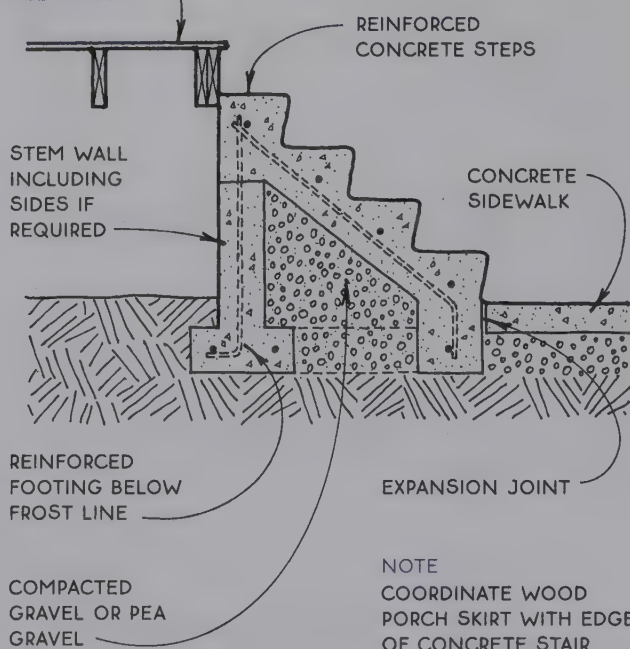 REINFORCED
CONCRETE STEPS
STEM WALL
INCLUDING
SIDES IF
REQUIRED
CONCRETE
SIDEWALK
REINFORCED
FOOTING BELOW
FROST LINE
EXPANSION JOINT
COMPACTED
GRAVEL OR PEA
GRAVEL
NOTE
COORDINATE WOOD
PORCH SKIRT WITH EDGE
OF CONCRETE STAIR